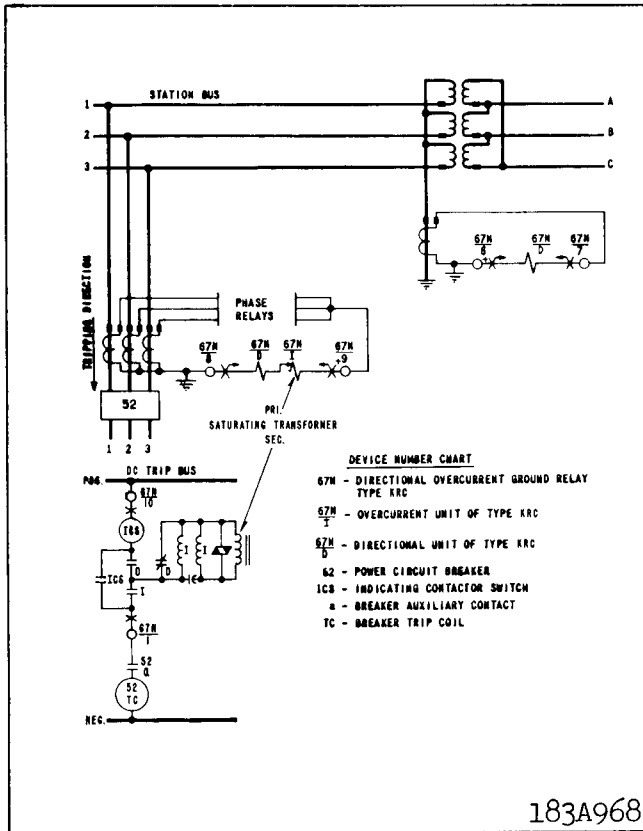 STATION BUS
1
2
3
A
B
C
67N
6
+
67N
D
67N
7
TRIPPING DIRECTION
PHASE
RELAYS
67N
8
67N
D
67N
I
67N
+9
52
1 2 3
PRI.
SATURATING TRANSFORMER
SEC.
DC TRIP BUS
POS.
67N
10
ICS
ICS
D
I
D
I
I
67N
1
52
a
52
TC
NEG.
DEVICE NUMBER CHART
67N - DIRECTIONAL OVERCURRENT GROUND RELAY
TYPE KRC
67N
I - OVERCURRENT UNIT OF TYPE KRC
67N
D - DIRECTIONAL UNIT OF TYPE KRC
52 - POWER CIRCUIT BREAKER
ICS - INDICATING CONTACTOR SWITCH
a - BREAKER AUXILIARY CONTACT
TC - BREAKER TRIP COIL
183A968